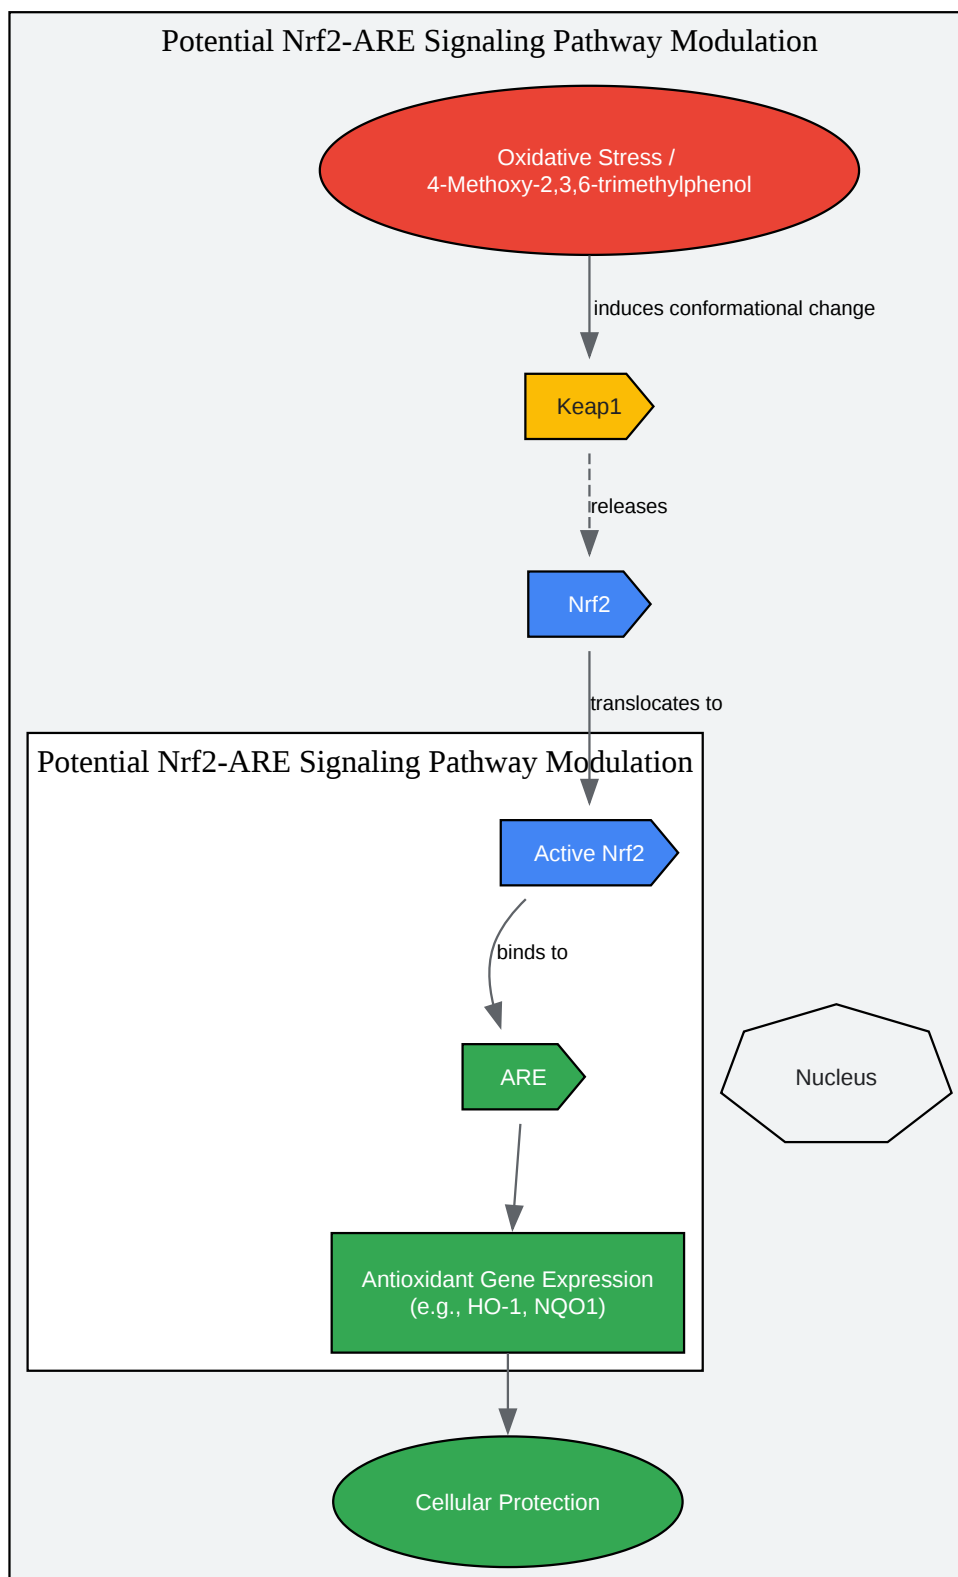 Potential Nrf2-ARE Signaling Pathway Modulation
Oxidative Stress /
4-Methoxy-2,3,6-trimethylphenol
induces conformational change
Keap1
releases
Nrf2
translocates to
Potential Nrf2-ARE Signaling Pathway Modulation
Active Nrf2
binds to
ARE
Nucleus
Antioxidant Gene Expression
(e.g., HO-1, NQO1)
Cellular Protection